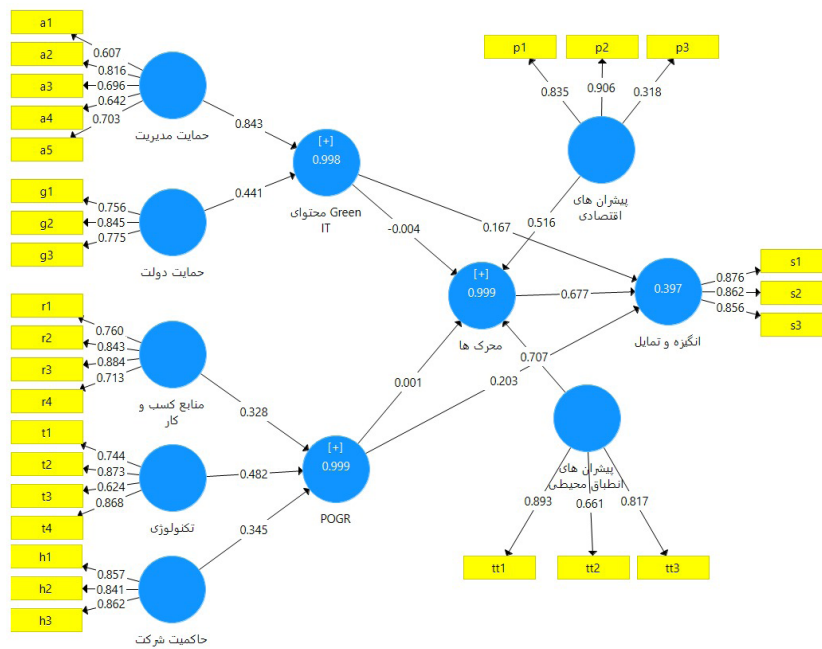 a1
a2
a3
a4
a5
0.607
0.816
0.696
0.642
0.703
حمایت مدیریت
0.843
g1
g2
g3
0.756
0.845
0.775
حمایت دولت
0.441
[+]
0.998
محتوای Green
IT
-0.004
0.167
p1
p2
p3
0.835
0.906
0.318
پیشران های
اقتصادی
0.516
[+]
0.999
محرک ها
0.677
0.397
انگیزه و تمایل
0.876
0.862
0.856
s1
s2
s3
r1
r2
r3
r4
0.760
0.843
0.884
0.713
منابع کسب و
کار
0.328
t1
t2
t3
t4
0.744
0.873
0.624
0.868
تکنولوژی
0.482
h1
h2
h3
0.857
0.841
0.862
حاکمیت شرکت
0.345
[+]
0.999
POGR
0.001
0.203
0.707
پیشران های
انطباق محیطی
0.893
0.661
0.817
tt1
tt2
tt3